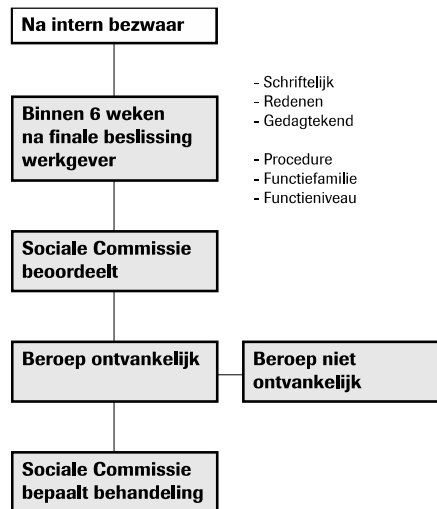 Na intern bezwaar
Binnen 6 weken
na finale beslissing
werkgever
- Schriftelijk
- Redenen
- Gedagtekend
- Procedure
- Functiefamilie
- Functieniveau
Sociale Commissie
beoordeelt
Beroep ontvankelijk
Beroep niet
ontvankelijk
Sociale Commissie
bepaalt behandeling